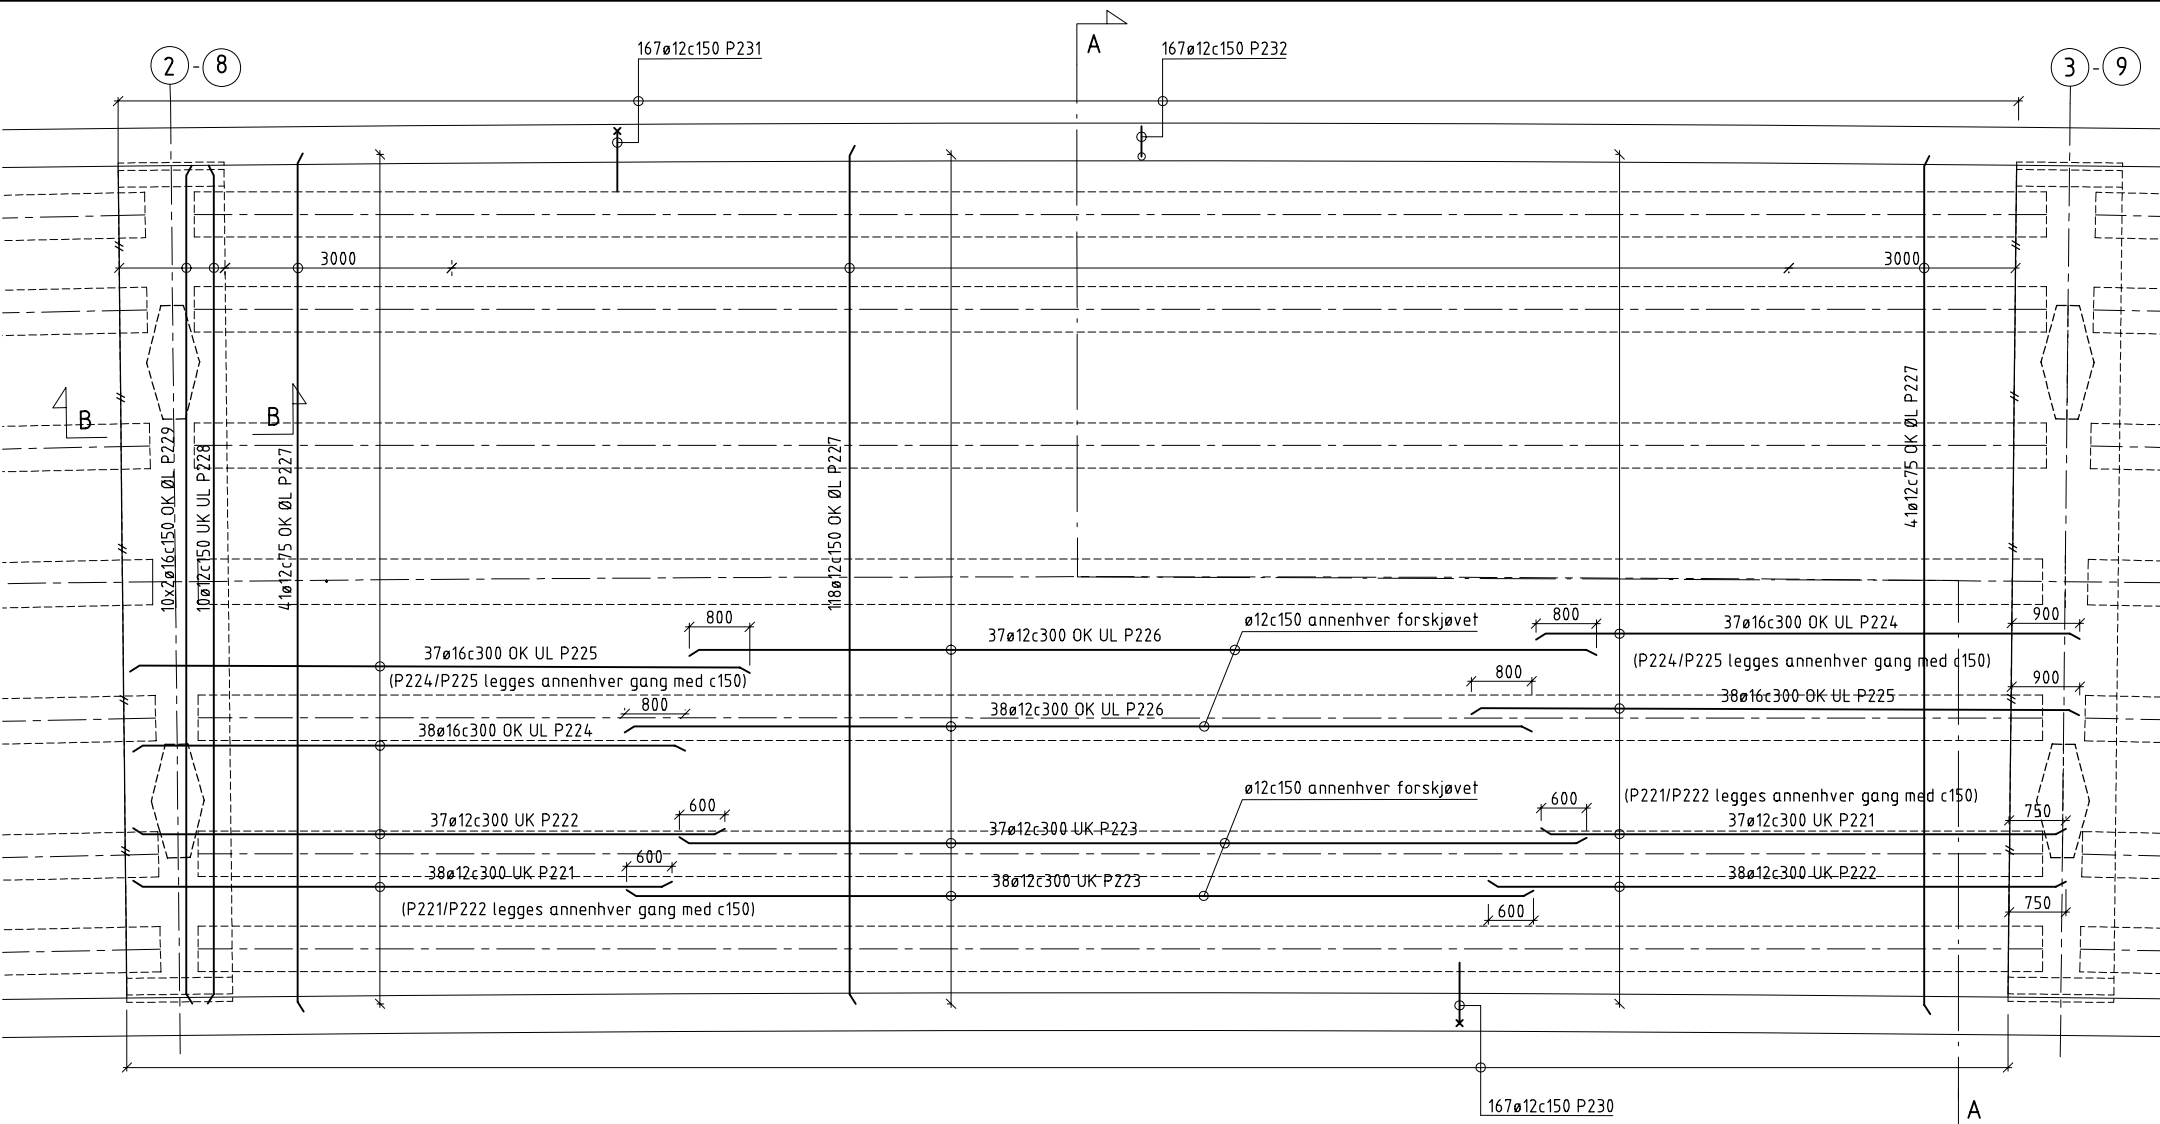 167ø12c150 P231
A
167ø12c150 P232
2 - 8
3 - 9
3000
3000
B
B
10x2ø16c150 OK ØL P229
10ø12c150 UK UL P228
41ø12c75 OK ØL P227
118ø12c150 OK ØL P227
41ø12c75 OK ØL P227
800
ø12c150 annenhver forskjøvet
800
37ø16c300 OK UL P224
900
37ø12c300 OK UL P226
37ø16c300 OK UL P225
(P224/P225 legges annenhver gang med c150)
(P224/P225 legges annenhver gang med c150)
800
900
800
38ø12c300 OK UL P226
38ø16c300 OK UL P225
38ø16c300 OK UL P224
ø12c150 annenhver forskjøvet
(P221/P222 legges annenhver gang med c150)
600
600
750
37ø12c300 UK P222
37ø12c300 UK P223
37ø12c300 UK P221
600
38ø12c300 UK P221
38ø12c300 UK P223
38ø12c300 UK P222
(P221/P222 legges annenhver gang med c150)
600
750
167ø12c150 P230
A